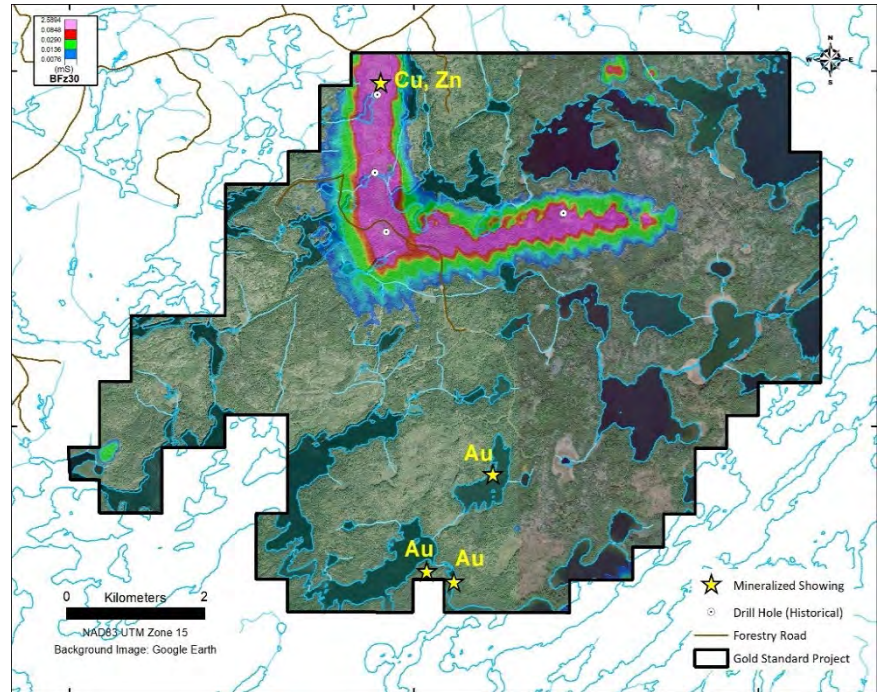 2.5894
0.0848
0.0290
0.0136
0.0076
(mS)
BFz30
N
W E
S
Cu, Zn
Au
Au
Au
0 Kilometers 2
NAD83 UTM Zone 15
Background Image: Google Earth
Mineralized Showing
Drill Hole (Historical)
Forestry Road
Gold Standard Project